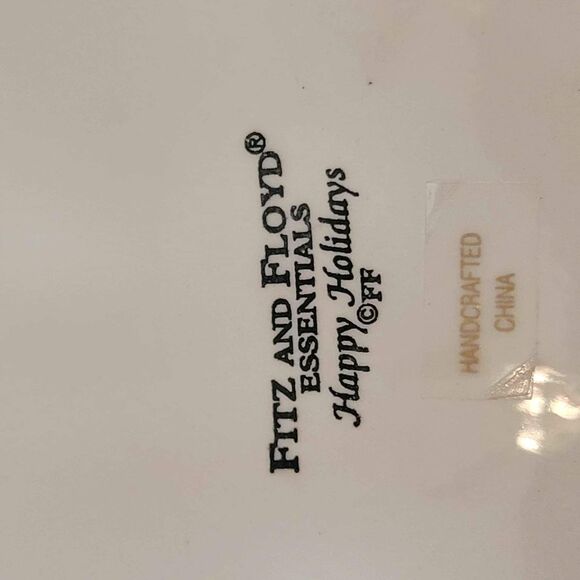 FITZ AND FLOYD®
ESSENTIALS
Happy Holidays
©FF
HANDCRAFTED
CHINA